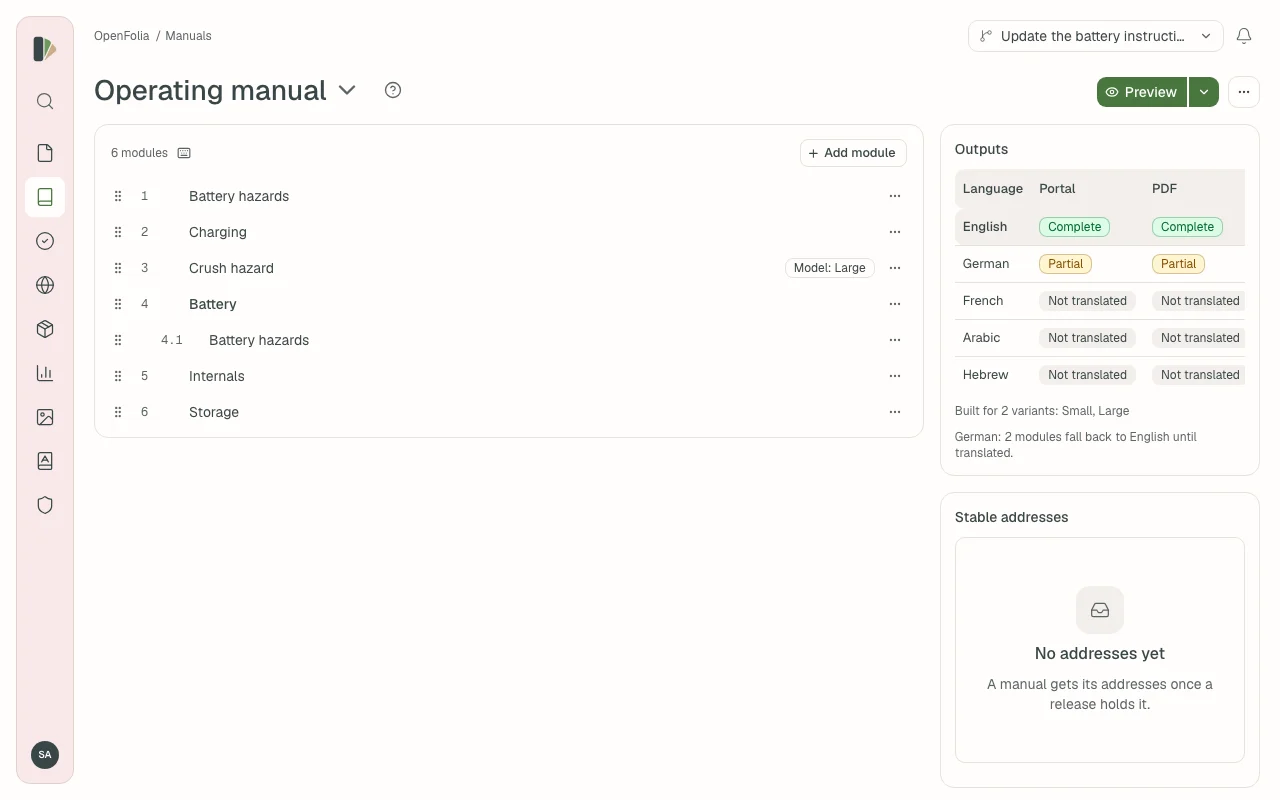 OpenFolia / Manuals
Update the battery instructi...
Operating manual
Preview
6 modules
Add module
1 Battery hazards
2 Charging
3 Crush hazard Model: Large
4 Battery
4.1 Battery hazards
5 Internals
6 Storage
Outputs
Language Portal PDF
English Complete Complete
German Partial Partial
French Not translated Not translated
Arabic Not translated Not translated
Hebrew Not translated Not translated
Built for 2 variants: Small, Large
German: 2 modules fall back to English until
translated.
Stable addresses
No addresses yet
A manual gets its addresses once a
release holds it.
SA